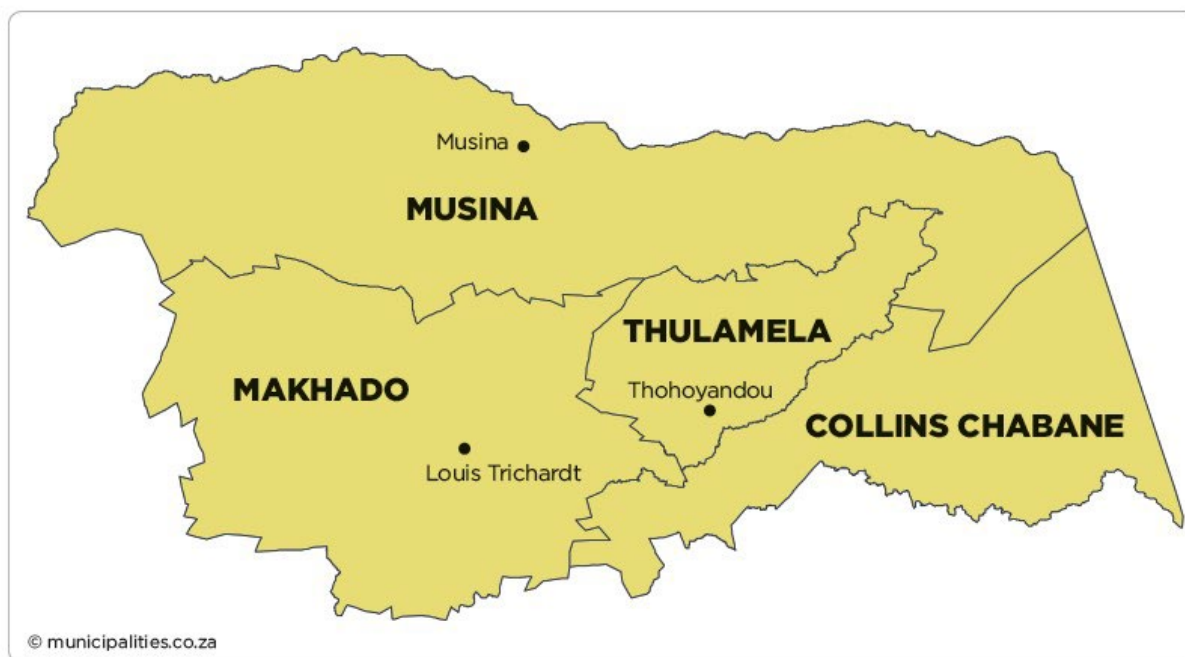 Musina
MUSINA
THULAMELA
MAKHADO
Thohoyandou
COLLINS CHABANE
Louis Trichardt
© municipalities.co.za